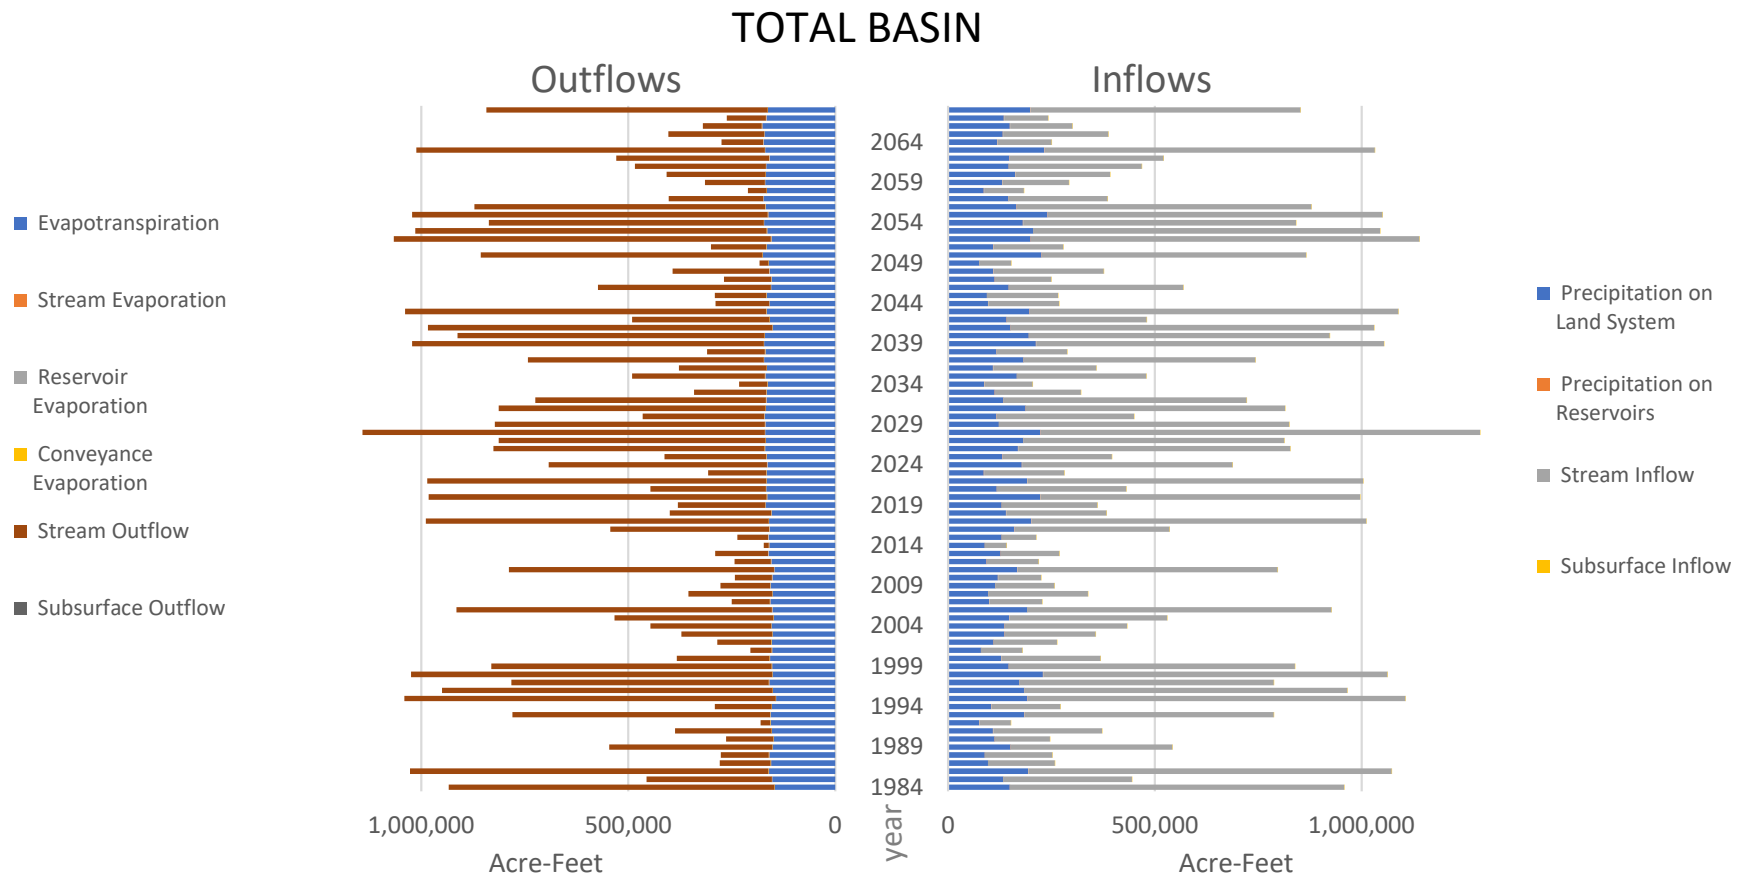 TOTAL BASIN
Outflows
Inflows
Evapotranspiration
Stream Evaporation
Reservoir
Evaporation
Conveyance
Evaporation
Stream Outflow
Subsurface Outflow
2064
2059
2054
2049
2044
2039
2034
2029
2024
2019
2014
2009
2004
1999
1994
1989
1984
year
1,000,000
500,000
0
0
500,000
1,000,000
Acre-Feet
Acre-Feet
Precipitation on
Land System
Precipitation on
Reservoirs
Stream Inflow
Subsurface Inflow